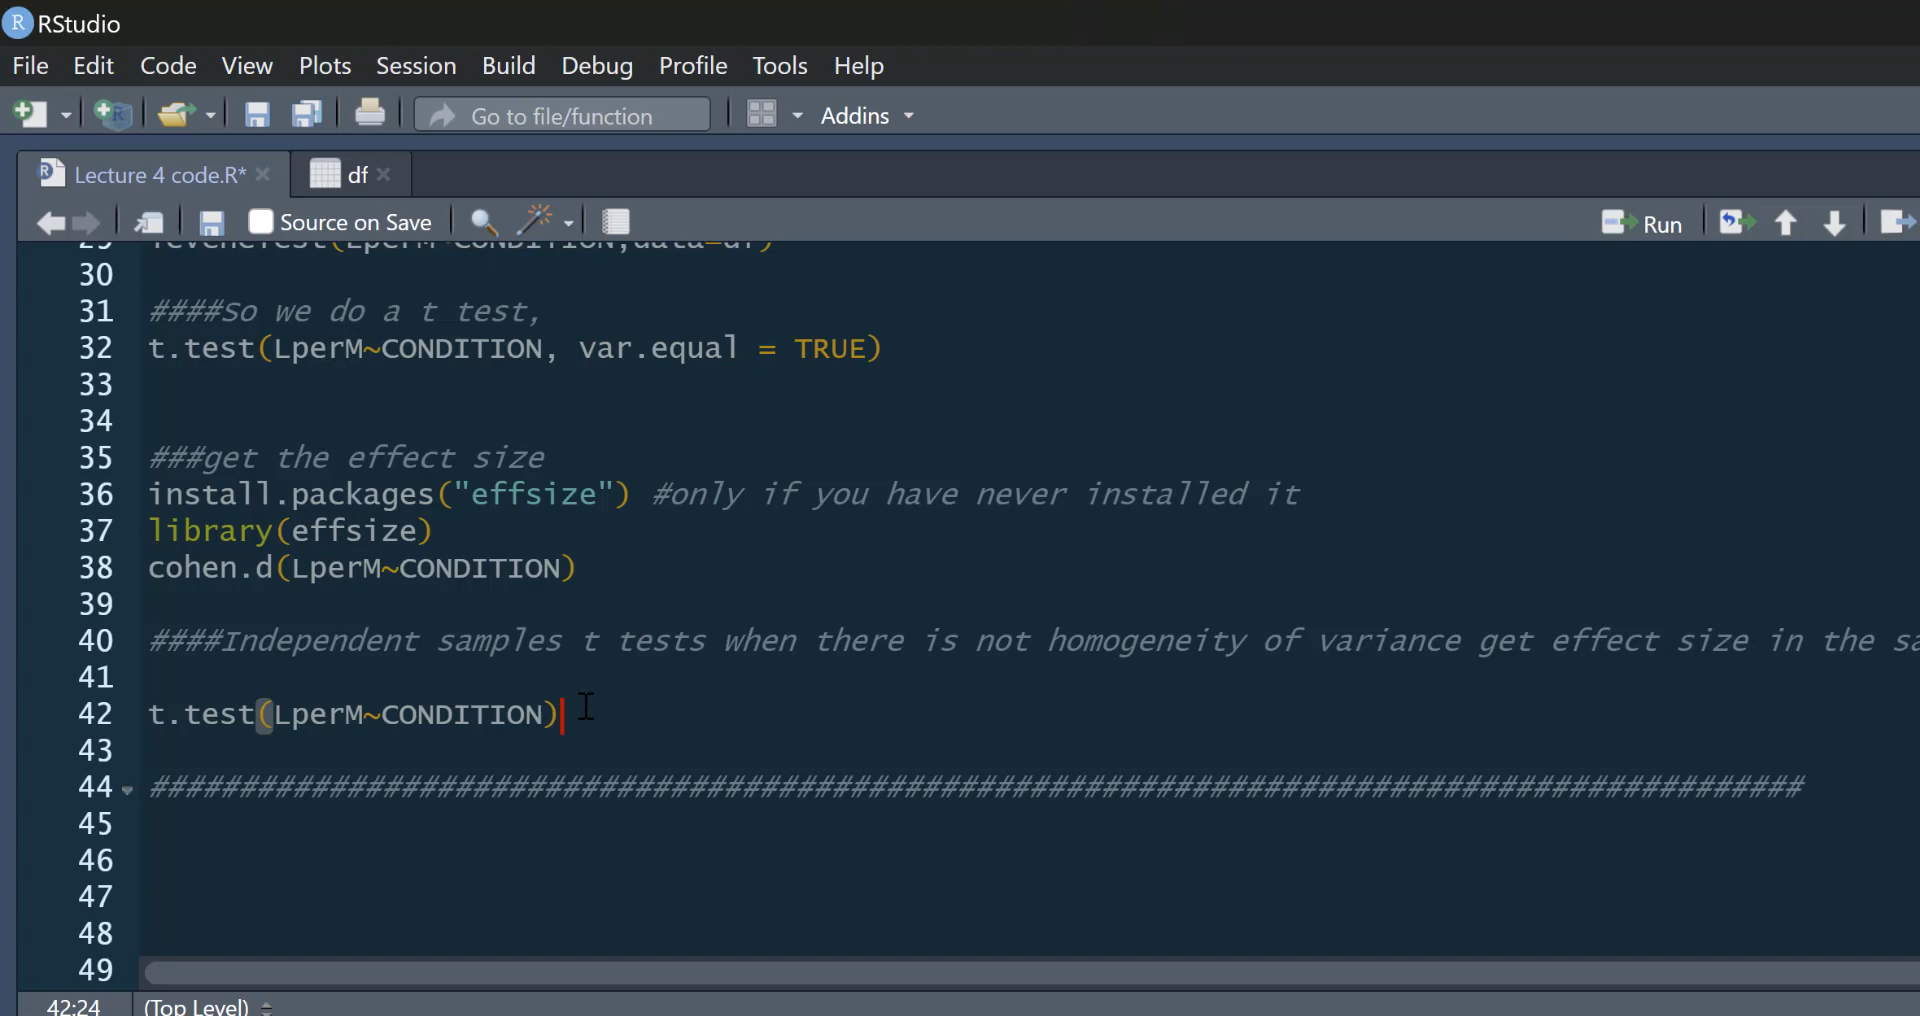 R RStudio
File Edit Code View Plots Session Build Debug Profile Tools Help
Go to file/function Addins
Lecture 4 code.R* df
Source on Save Run
29 leveneTest(LperM~CONDITION,data=df)
30
31 ####So we do a t test,
32 t.test(LperM~CONDITION, var.equal = TRUE)
33
34
35 ###get the effect size
36 install.packages("effsize") #only if you have never installed it
37 library(effsize)
38 cohen.d(LperM~CONDITION)
39
40 ####Independent samples t tests when there is not homogeneity of variance get effect size in the sa
41
42 t.test(LperM~CONDITION)
43
44 ############################################################################################
45
46
47
48
49
42:24 (Top Level)